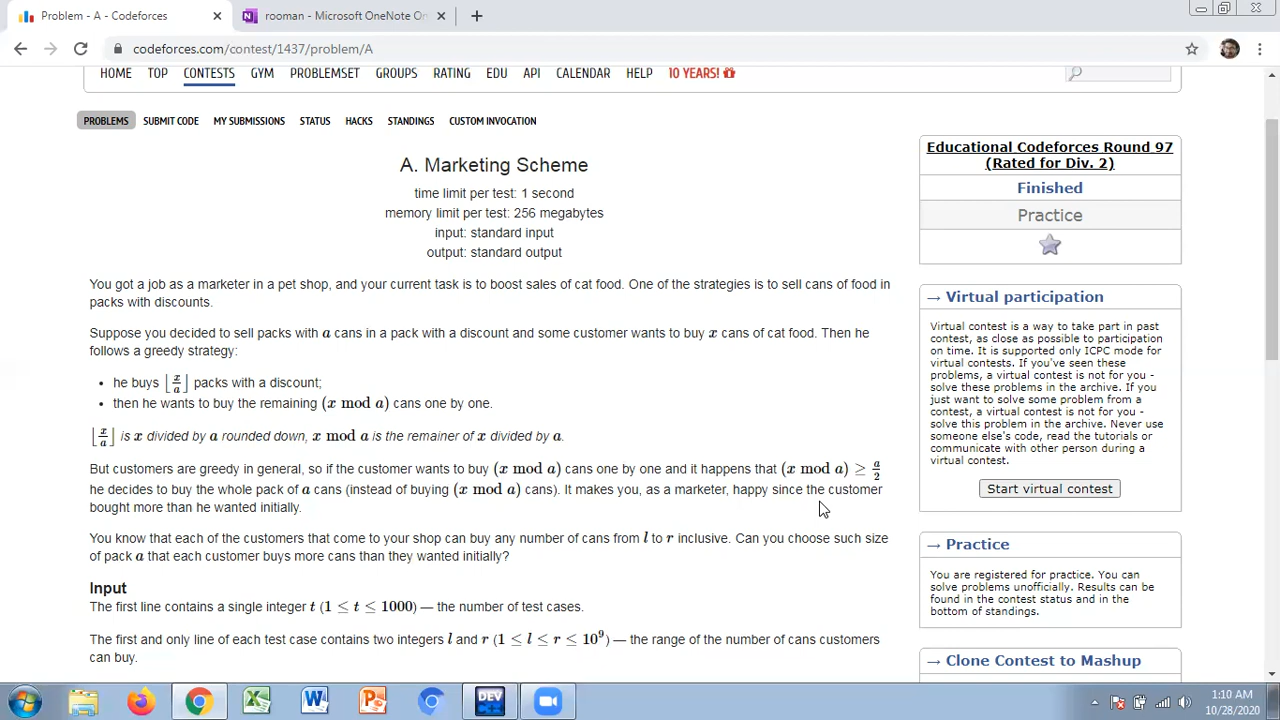 Problem - A - Codeforces
rooman - Microsoft OneNote On
codeforces.com/contest/1437/problem/A
HOME TOP CONTESTS GYM PROBLEMSET GROUPS RATING EDU API CALENDAR HELP 10 YEARS!
PROBLEMS SUBMIT CODE MY SUBMISSIONS STATUS HACKS STANDINGS CUSTOM INVOCATION
A. Marketing Scheme
time limit per test: 1 second
memory limit per test: 256 megabytes
input: standard input
output: standard output
You got a job as a marketer in a pet shop, and your current task is to boost sales of cat food. One of the strategies is to sell cans of food in
packs with discounts.
Suppose you decided to sell packs with a cans in a pack with a discount and some customer wants to buy x cans of cat food. Then he
follows a greedy strategy:
• he buys ⌊x/a⌋ packs with a discount;
• then he wants to buy the remaining (x mod a) cans one by one.
⌊x/a⌋ is x divided by a rounded down, x mod a is the remainer of x divided by a.
But customers are greedy in general, so if the customer wants to buy (x mod a) cans one by one and it happens that (x mod a) ≥ a/2
he decides to buy the whole pack of a cans (instead of buying (x mod a) cans). It makes you, as a marketer, happy since the customer
bought more than he wanted initially.
You know that each of the customers that come to your shop can buy any number of cans from l to r inclusive. Can you choose such size
of pack a that each customer buys more cans than they wanted initially?
Input
The first line contains a single integer t (1 ≤ t ≤ 1000) — the number of test cases.
The first and only line of each test case contains two integers l and r (1 ≤ l ≤ r ≤ 10⁹) — the range of the number of cans customers
can buy.
Educational Codeforces Round 97
(Rated for Div. 2)
Finished
Practice
→ Virtual participation
Virtual contest is a way to take part in past
contest, as close as possible to participation
on time. It is supported only ICPC mode for
virtual contests. If you've seen these
problems, a virtual contest is not for you -
solve these problems in the archive. If you
just want to solve some problem from a
contest, a virtual contest is not for you -
solve this problem in the archive. Never use
someone else's code, read the tutorials or
communicate with other person during a
virtual contest.
Start virtual contest
→ Practice
You are registered for practice. You can
solve problems unofficially. Results can be
found in the contest status and in the
bottom of standings.
→ Clone Contest to Mashup
DEV
1:10 AM
10/28/2020